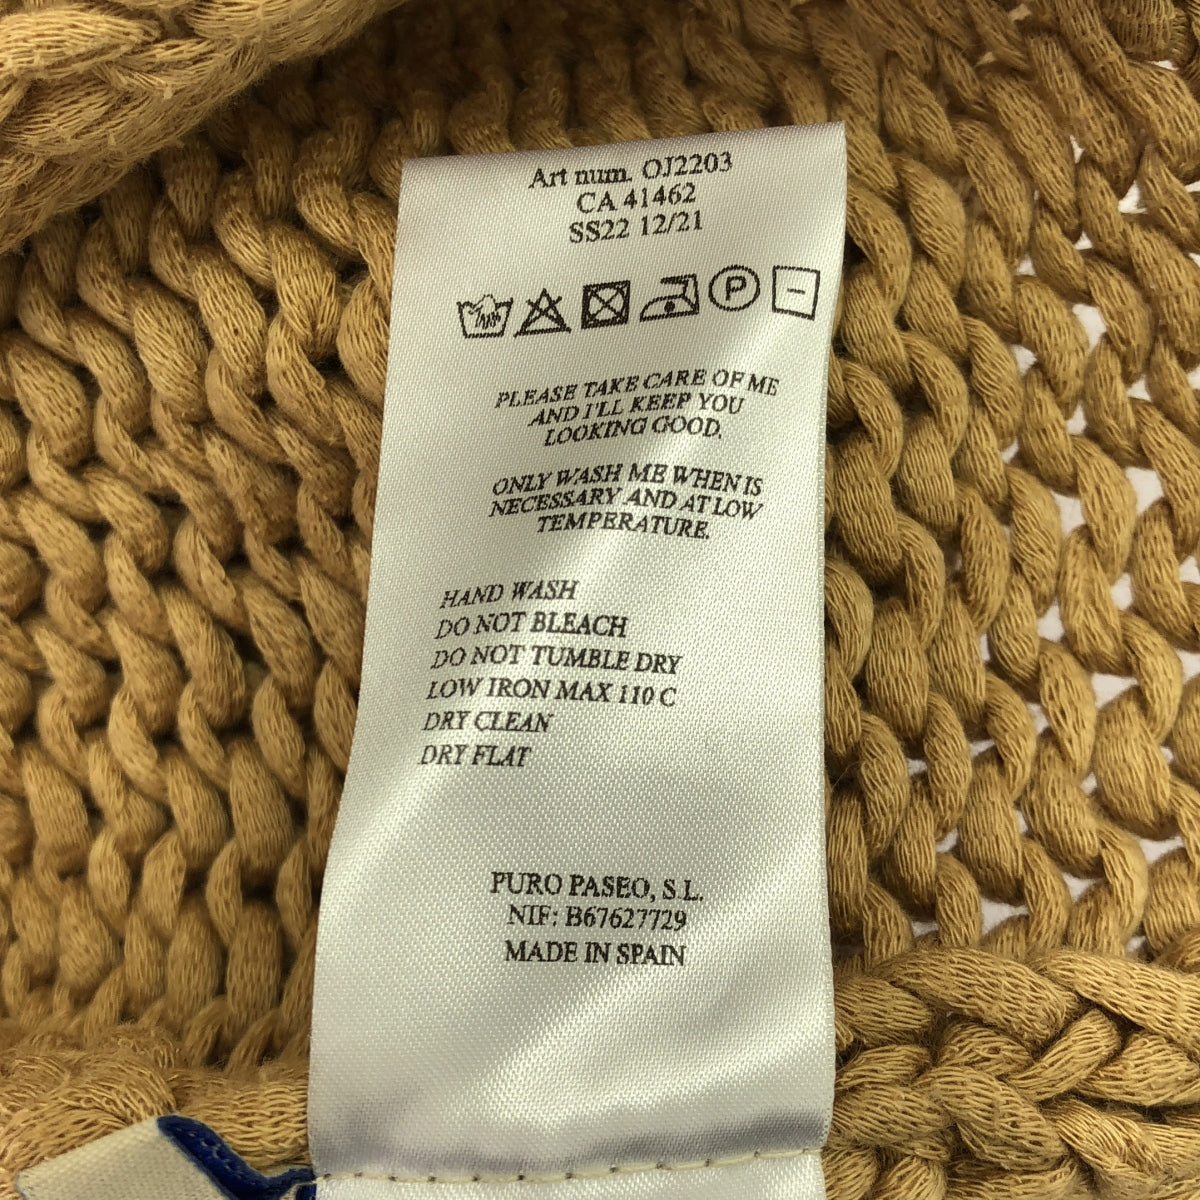 Art num. OJ2203
CA 41462
SS22 12/21
P
PLEASE TAKE CARE OF ME
AND I'LL KEEP YOU
LOOKING GOOD.
ONLY WASH ME WHEN IS
NECESSARY AND AT LOW
TEMPERATURE.
HAND WASH
DO NOT BLEACH
DO NOT TUMBLE DRY
LOW IRON MAX 110 C
DRY CLEAN
DRY FLAT
PURO PASEO, S.L.
NIF: B67627729
MADE IN SPAIN